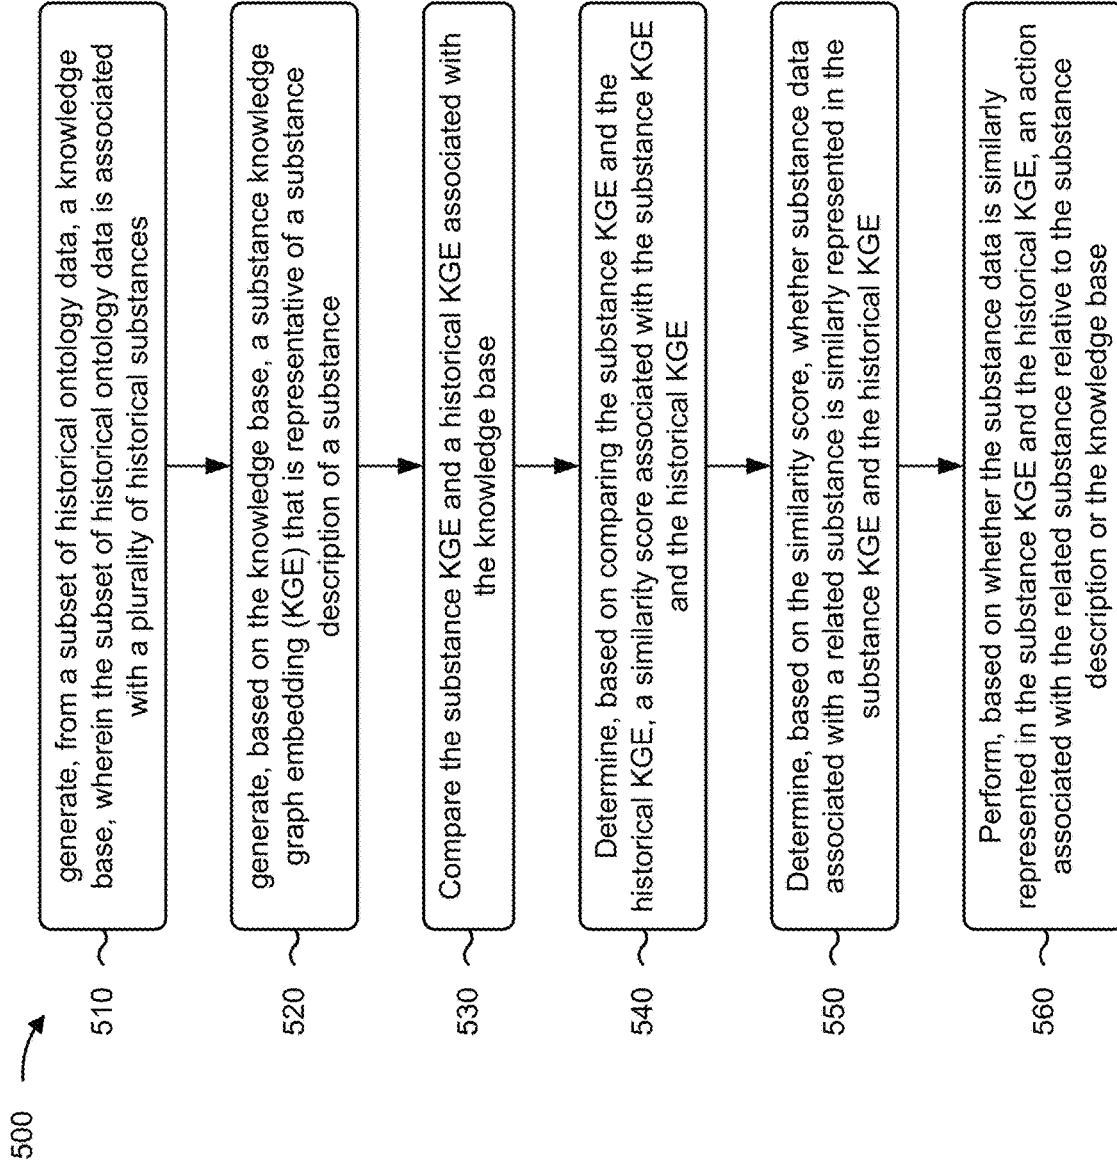 500
510
generate, from a subset of historical ontology data, a knowledge
base, wherein the subset of historical ontology data is associated
with a plurality of historical substances
520
generate, based on the knowledge base, a substance knowledge
graph embedding (KGE) that is representative of a substance
description of a substance
530
Compare the substance KGE and a historical KGE associated with
the knowledge base
540
Determine, based on comparing the substance KGE and the
historical KGE, a similarity score associated with the substance KGE
and the historical KGE
550
Determine, based on the similarity score, whether substance data
associated with a related substance is similarly represented in the
substance KGE and the historical KGE
560
Perform, based on whether the substance data is similarly
represented in the substance KGE and the historical KGE, an action
associated with the related substance relative to the substance
description or the knowledge base